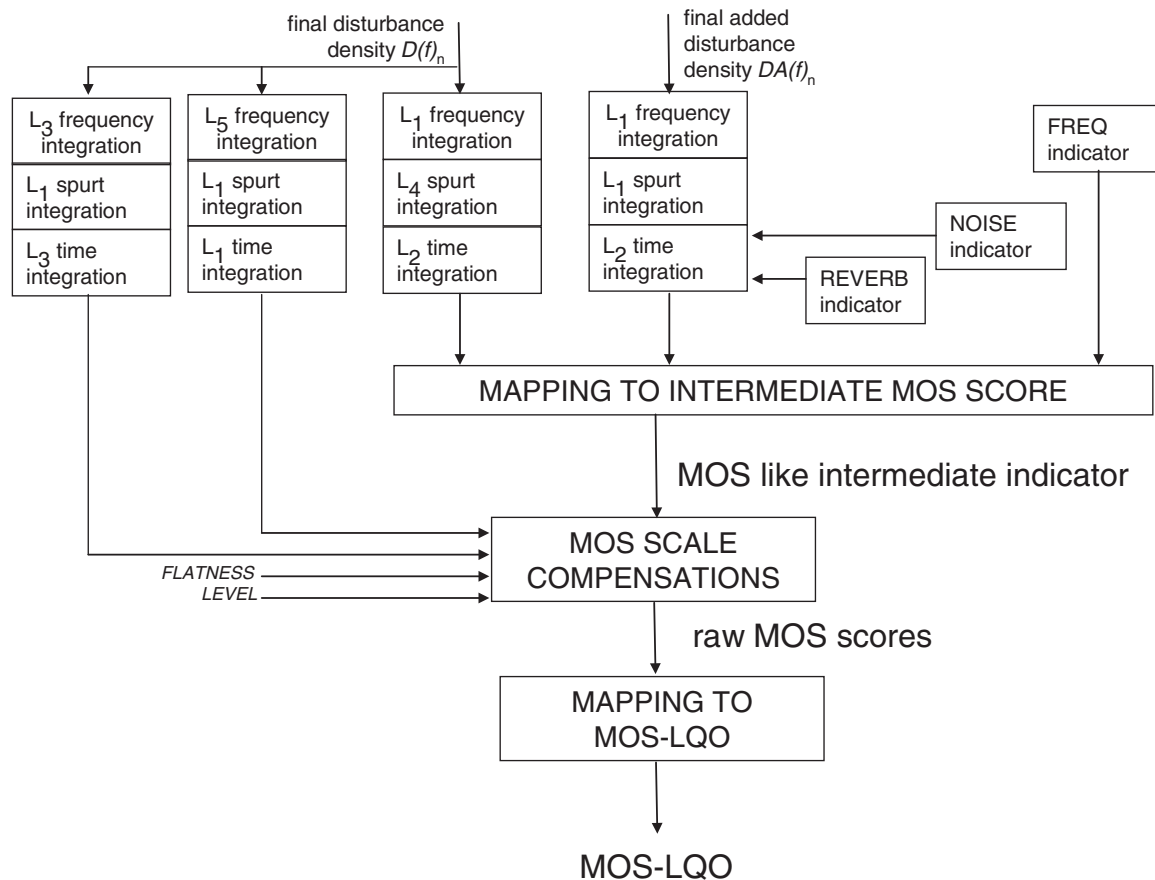 final disturbance
density D(f)n
final added
disturbance
density DA(f)n
L3 frequency
integration
L1 spurt
integration
L3 time
integration
L5 frequency
integration
L1 spurt
integration
L1 time
integration
L1 frequency
integration
L4 spurt
integration
L2 time
integration
L1 frequency
integration
L1 spurt
integration
L2 time
integration
FREQ
indicator
NOISE
indicator
REVERB
indicator
MAPPING TO INTERMEDIATE MOS SCORE
MOS like intermediate indicator
MOS SCALE
COMPENSATIONS
FLATNESS
LEVEL
raw MOS scores
MAPPING TO
MOS-LQO
MOS-LQO